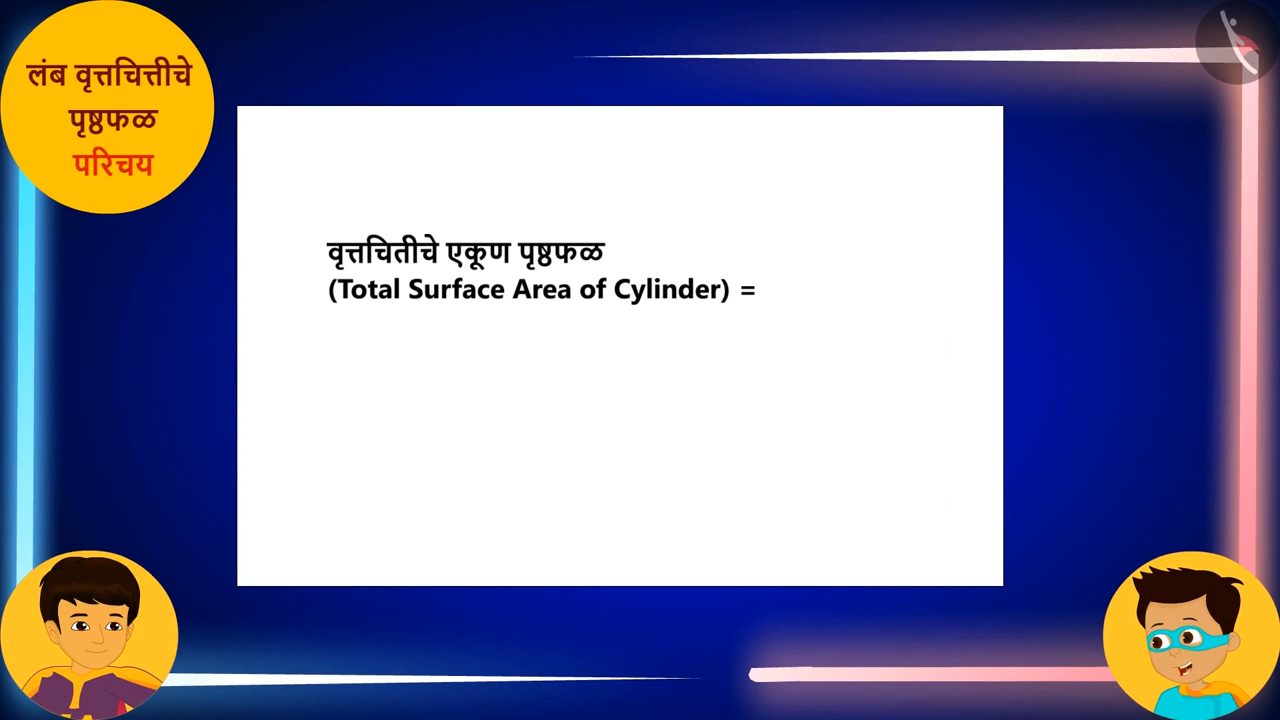 लंब वृत्तचित्तीचे
पृष्ठफळ
परिचय
वृत्तचितीचे एकूण पृष्ठफळ
(Total Surface Area of Cylinder) =